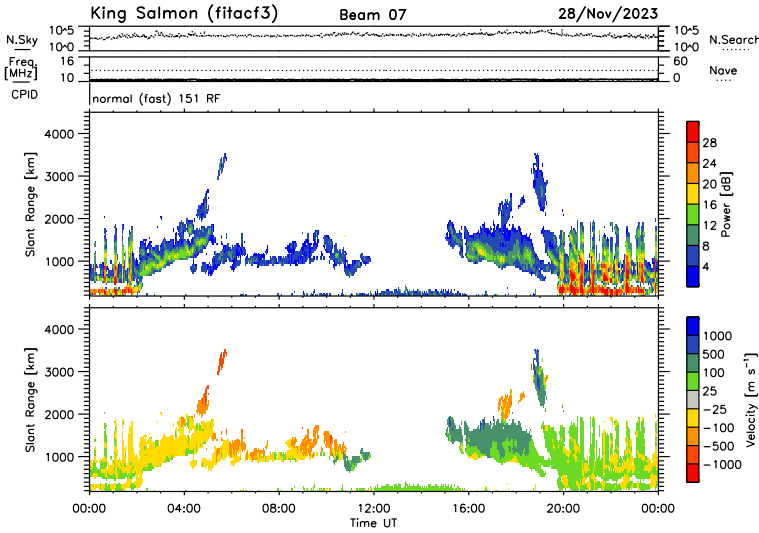 King Salmon (fitacf3) Beam 07 28/Nov/2023
N.Sky 10^5 10^0 10^5 10^0 N.Search
Freq. [MHz] 16 10 60 0 Nave
CPID normal (fast) 151 RF
Slant Range [km] 4000 3000 2000 1000
Power [dB] 28 24 20 16 12 8 4
Slant Range [km] 4000 3000 2000 1000
Velocity [m s⁻¹] 1000 500 100 25 −25 −100 −500 −1000
00:00 04:00 08:00 12:00 16:00 20:00 00:00
Time UT